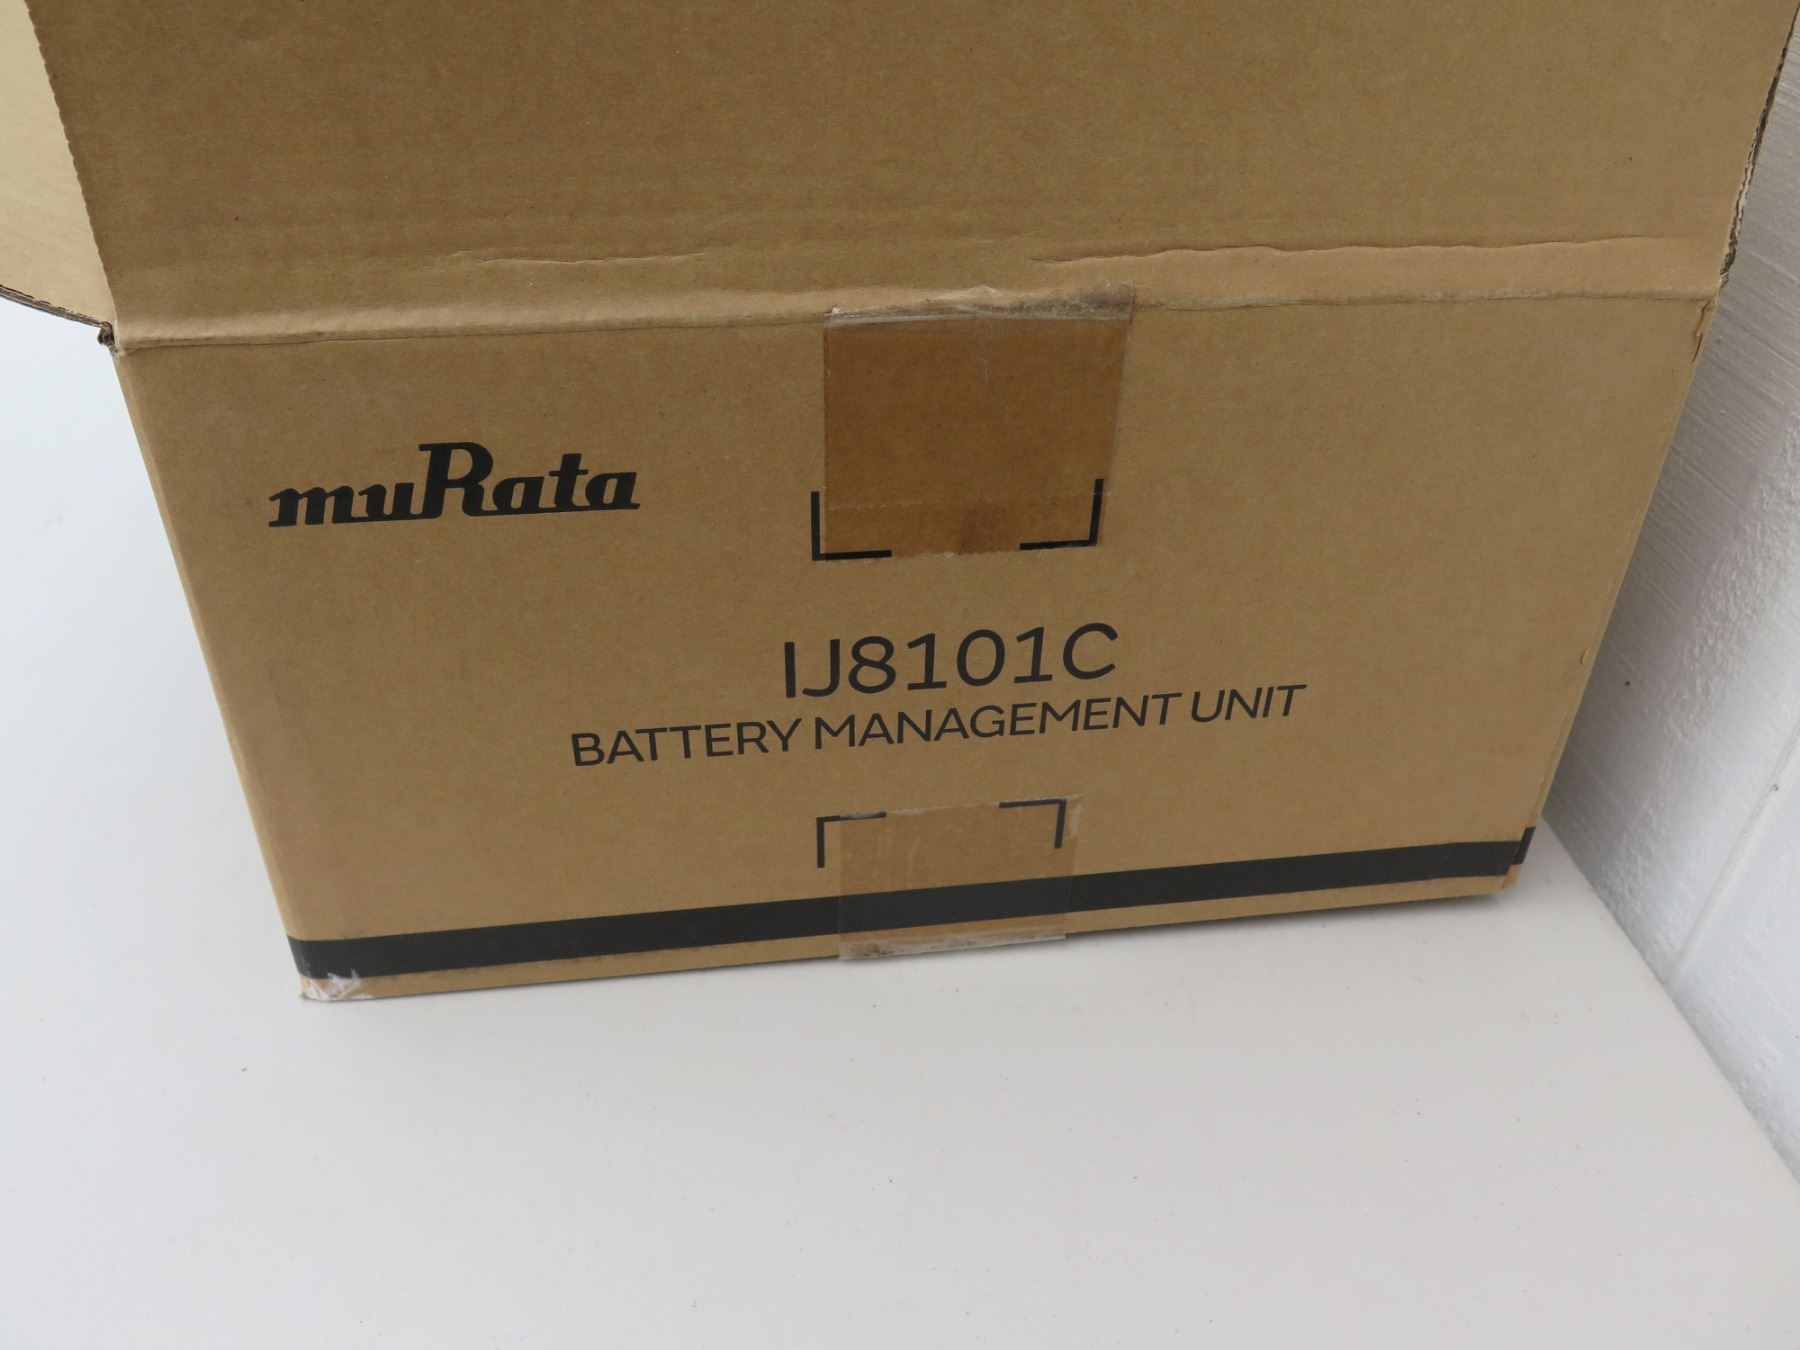 muRata
IJ8101C
BATTERY MANAGEMENT UNIT